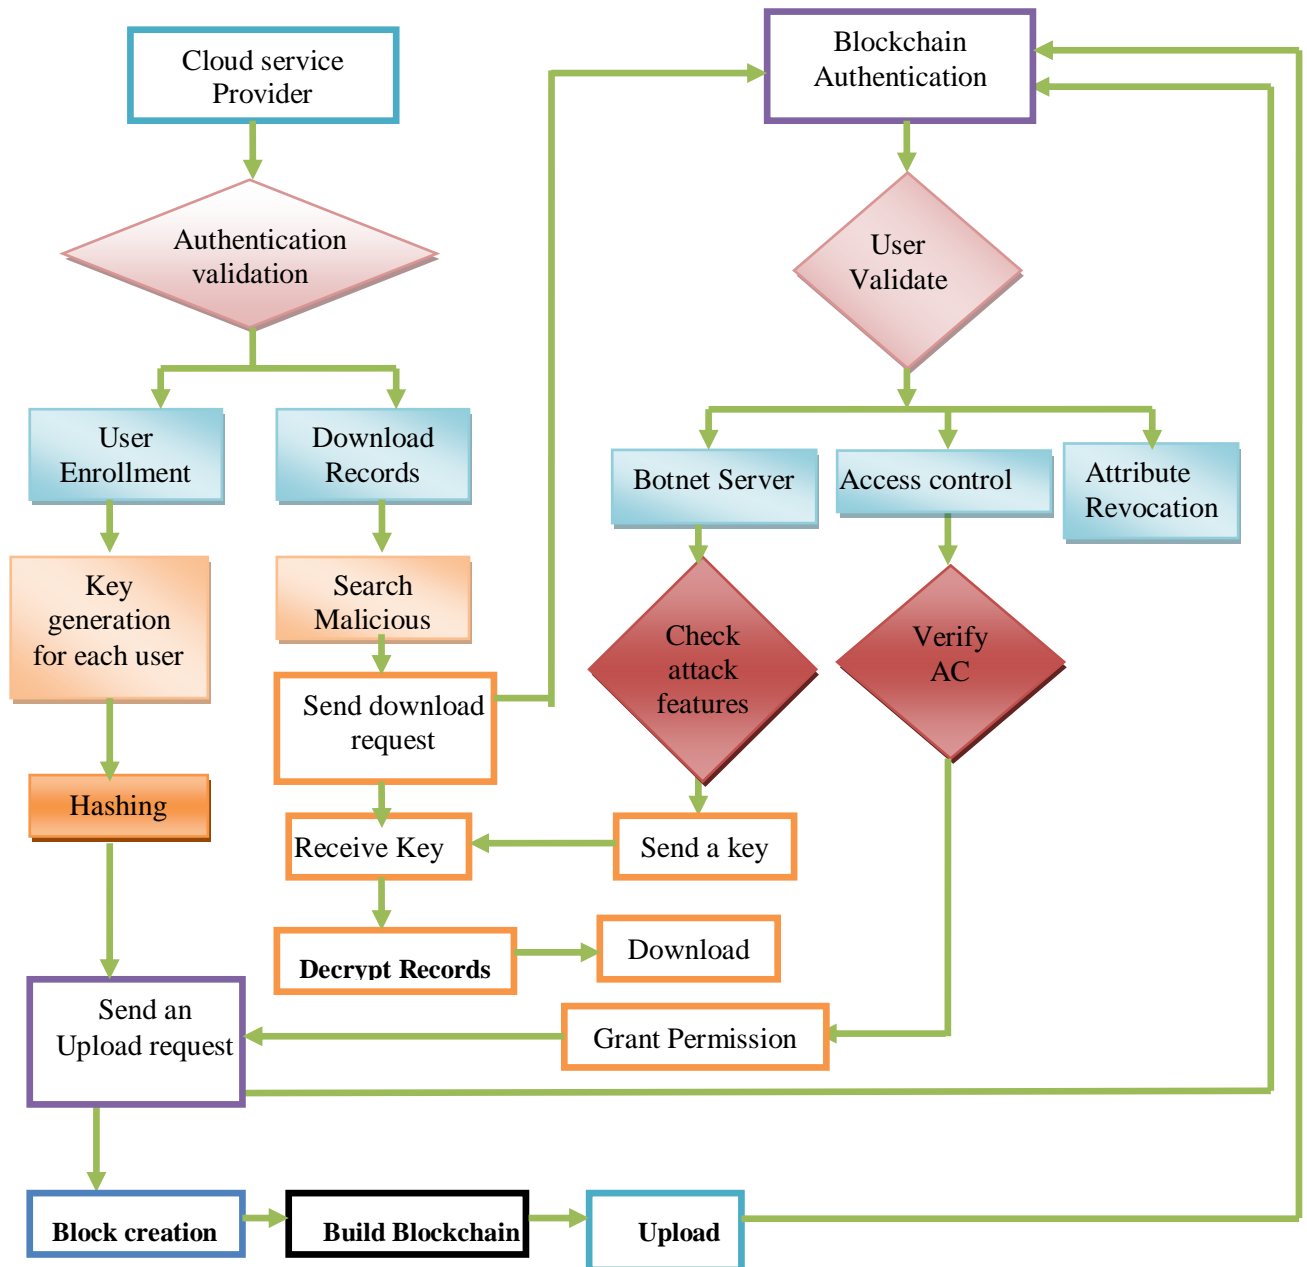 Cloud service
Provider
Blockchain
Authentication
Authentication
validation
User
Validate
User
Enrollment
Download
Records
Botnet Server
Access control
Attribute
Revocation
Key
generation
for each user
Search
Malicious
Check
attack
features
Verify
AC
Send download
request
Hashing
Receive Key
Send a key
Decrypt Records
Download
Send an
Upload request
Grant Permission
Block creation
Build Blockchain
Upload